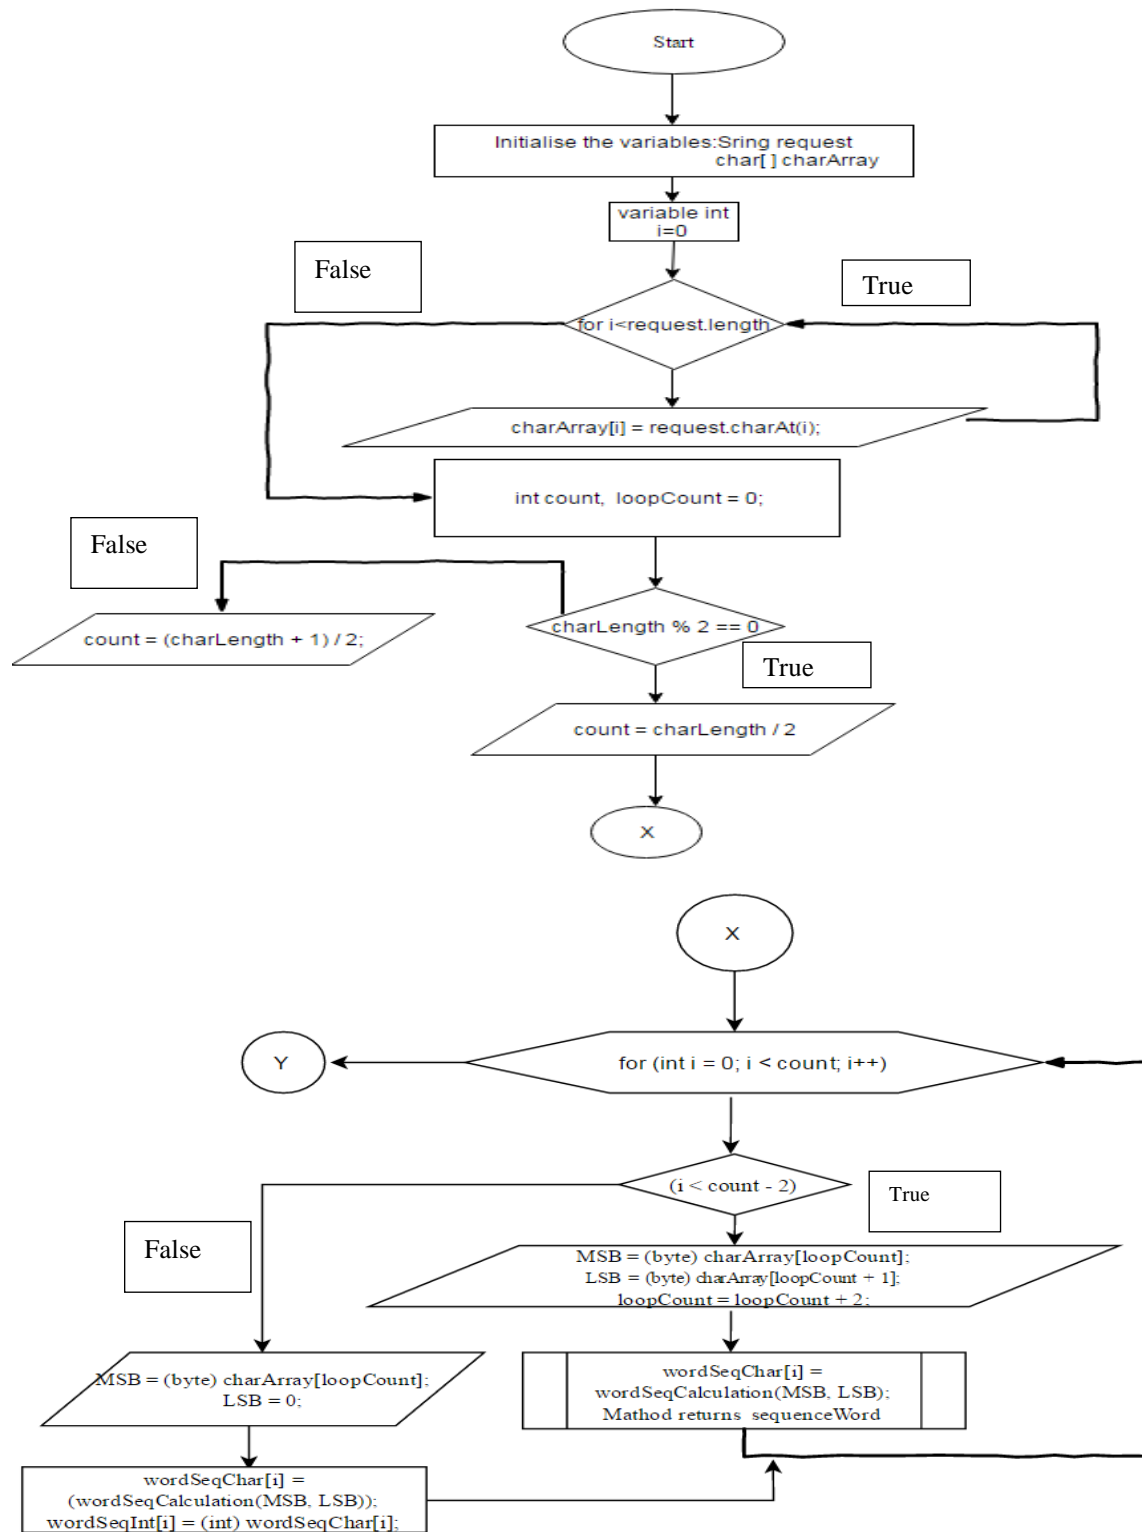 Start
Initialise the variables:Sring request
char[ ] charArray
variable int
i=0
False
True
for i<request.length
charArray[i] = request.charAt(i);
int count,  loopCount = 0;
False
count = (charLength + 1) / 2;
charLength % 2 == 0
True
count = charLength / 2
X
X
Y
for (int i = 0; i < count; i++)
(i < count - 2)
True
False
MSB = (byte) charArray[loopCount];
LSB = (byte) charArray[loopCount + 1];
loopCount = loopCount + 2;
MSB = (byte) charArray[loopCount];
LSB = 0;
wordSeqChar[i] =
wordSeqCalculation(MSB, LSB);
Mathod returns  sequenceWord
wordSeqChar[i] =
(wordSeqCalculation(MSB, LSB));
wordSeqInt[i] = (int) wordSeqChar[i];